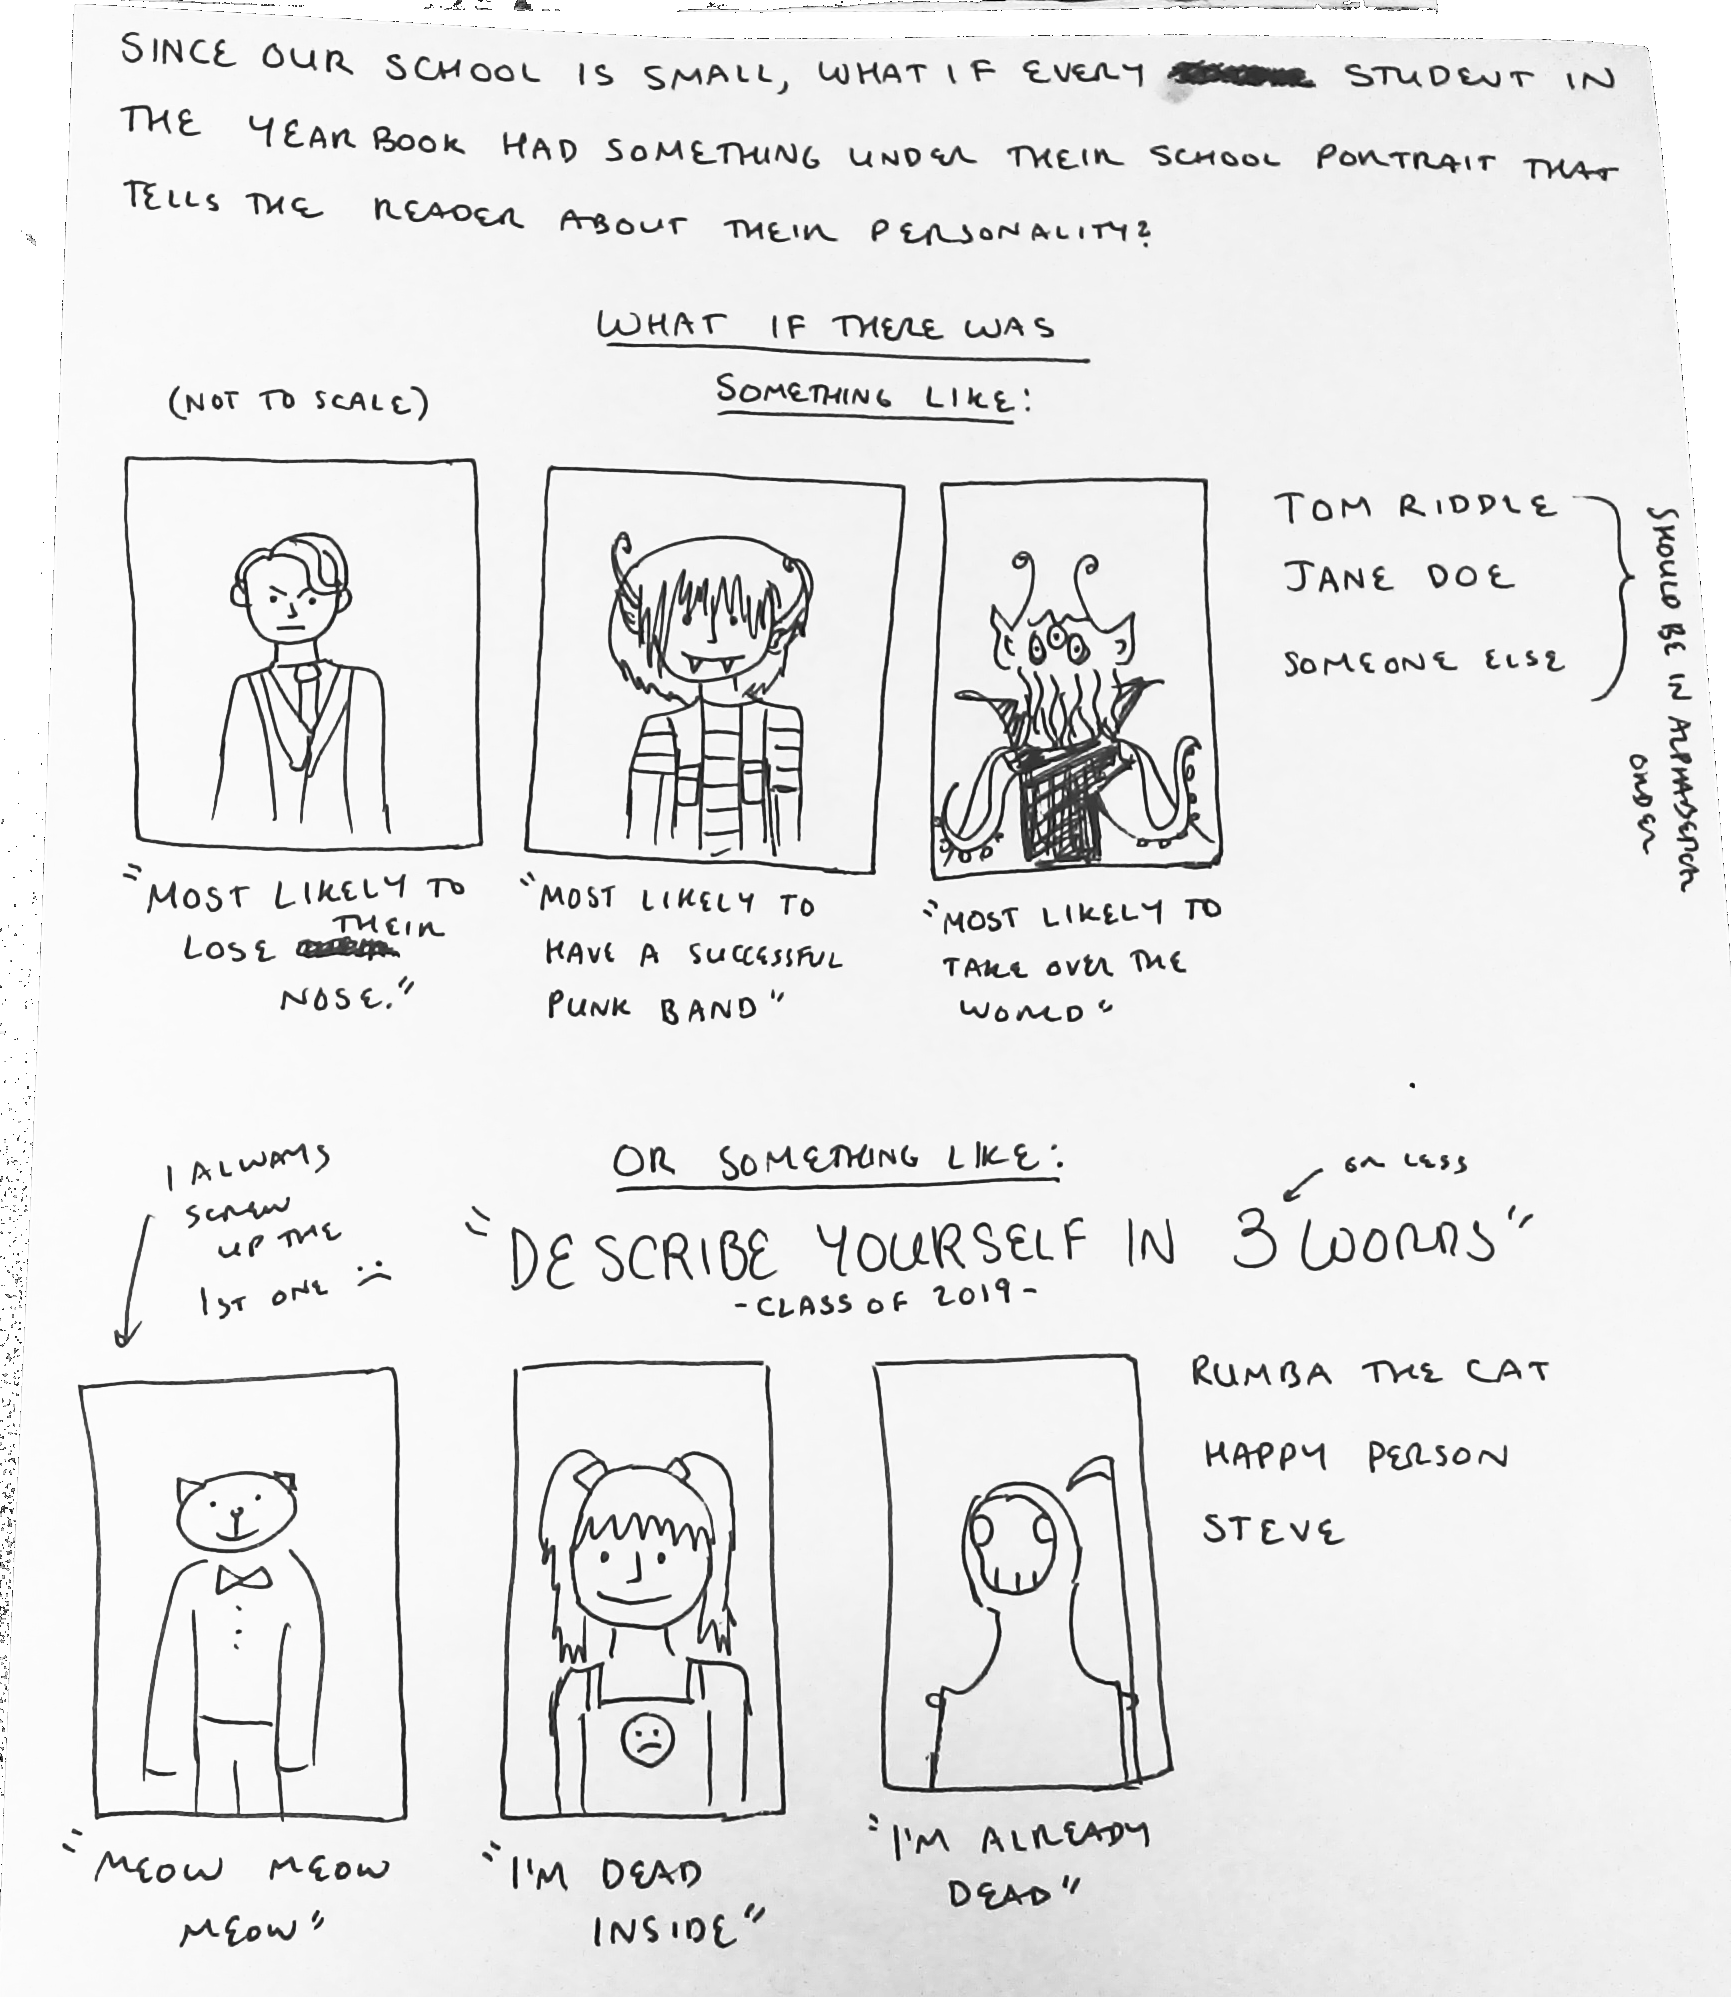 SINCE OUR SCHOOL IS SMALL, WHAT IF EVERY STUDENT IN
THE YEARBOOK HAD SOMETHING UNDER THEIR SCHOOL PORTRAIT THAT
TELLS THE READER ABOUT THEIR PERSONALITY?
WHAT IF THERE WAS
(NOT TO SCALE)
SOMETHING LIKE:
TOM RIDDLE
JANE DOE
SOMEONE ELSE
SHOULD BE IN ALPHABETICAL
ORDER
"MOST LIKELY TO
LOSE THEIR
NOSE."
"MOST LIKELY TO
HAVE A SUCCESSFUL
PUNK BAND"
"MOST LIKELY TO
TAKE OVER THE
WORLD"
I ALWAYS
SCREW
UP THE
1ST ONE :(
OR SOMETHING LIKE:
OR LESS
"DESCRIBE YOURSELF IN 3 WORDS"
-CLASS OF 2019-
RUMBA THE CAT
HAPPY PERSON
STEVE
"MEOW MEOW
MEOW"
"I'M DEAD
INSIDE"
"I'M ALREADY
DEAD"